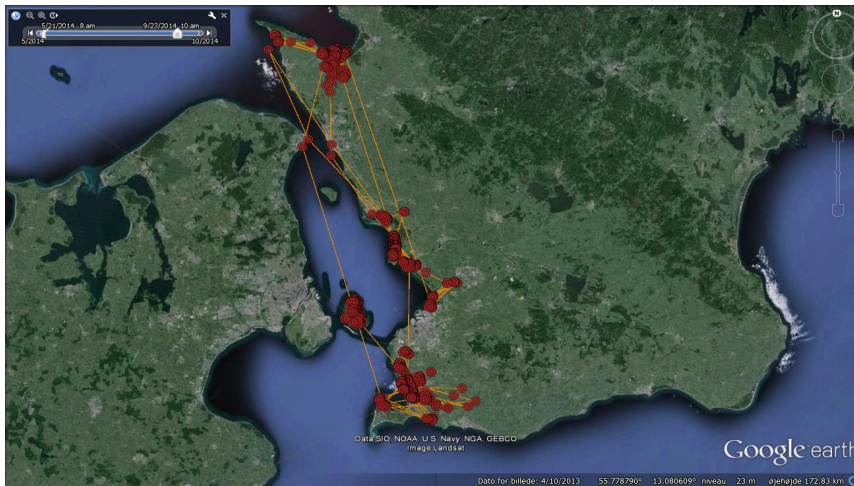 5/21/2014 8 am 9/23/2014 10 am
5/2014 10/2014
N
Data SIO, NOAA, U.S. Navy, NGA, GEBCO
Image Landsat
Google earth
Dato for billede: 4/10/2013 55.778790° 13.080609° niveau 23 m øjehøjde 172.83 km